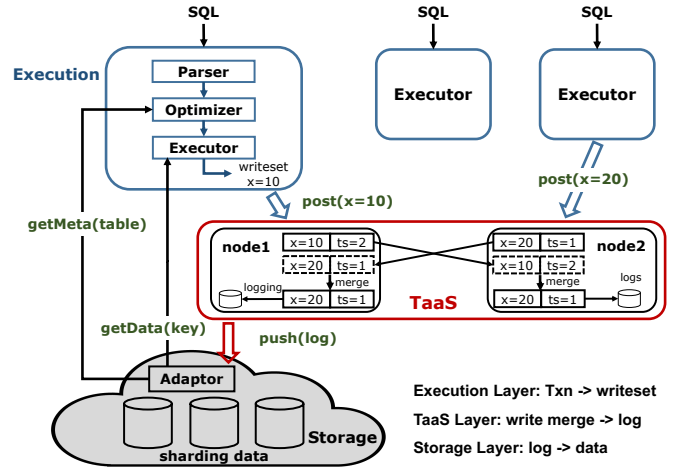 SQL
SQL
SQL
Execution
Parser
Optimizer
Executor
writeset
x=10
Executor
Executor
post(x=10)
post(x=20)
getMeta(table)
node1
x=10 ts=2
x=20 ts=1
merge
logging
x=20 ts=1
x=20 ts=1
node2
x=10 ts=2
merge
logs
x=20 ts=1
TaaS
getData(key)
push(log)
Adaptor
Storage
sharding data
Execution Layer: Txn -> writeset
TaaS Layer: write merge -> log
Storage Layer: log -> data